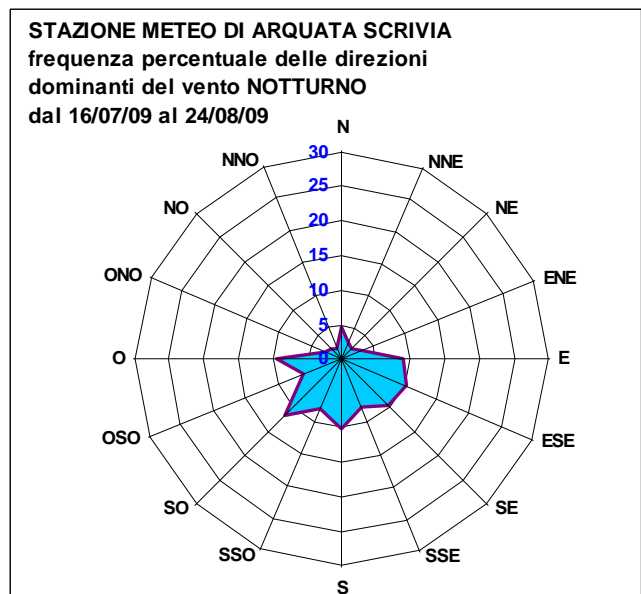 STAZIONE METEO DI ARQUATA SCRIVIA
frequenza percentuale delle direzioni
dominanti del vento NOTTURNO
dal 16/07/09 al 24/08/09
N
NNO
NNE
30
NO
25
NE
20
15
ONO
10
ENE
5
O
0
E
OSO
ESE
SO
SE
SSO
SSE
S